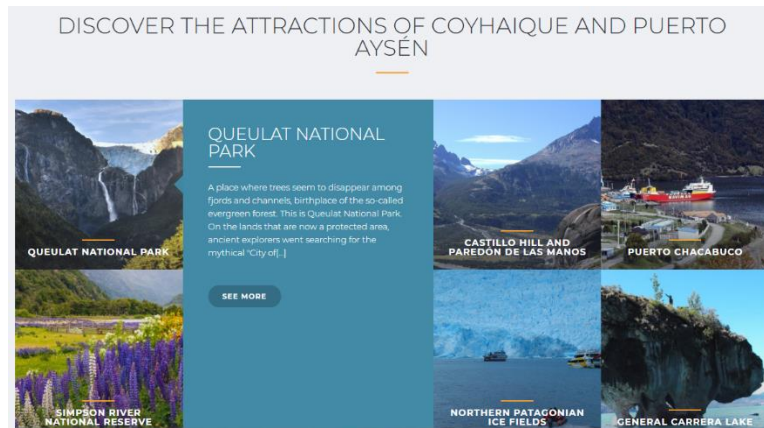 DISCOVER THE ATTRACTIONS OF COYHAIQUE AND PUERTO
AYSÉN
QUEULAT NATIONAL PARK
QUEULAT NATIONAL
PARK
A place where trees seem to disappear among
fjords and channels, birthplace of the so-called
evergreen forest. This is Queulat National Park.
On the lands that are now a protected area,
ancient explorers went searching for the
mythical "City of[...]
SEE MORE
CASTILLO HILL AND
PAREDÓN DE LAS MANOS
PUERTO CHACABUCO
SIMPSON RIVER
NATIONAL RESERVE
NORTHERN PATAGONIAN
ICE FIELDS
GENERAL CARRERA LAKE